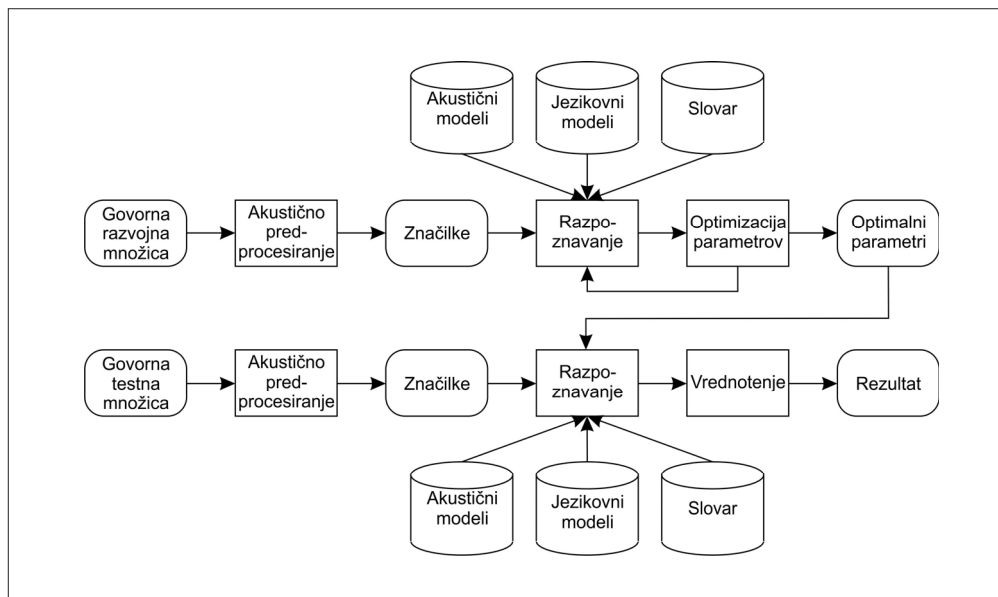 Akustični
modeli
Jezikovni
modeli
Slovar
Govorna
razvojna
množica
Akustično
pred-
procesiranje
Značilke
Razpo-
znavanje
Optimizacija
parametrov
Optimalni
parametri
Govorna
testna
množica
Akustično
pred-
procesiranje
Značilke
Razpo-
znavanje
Vrednotenje
Rezultat
Akustični
modeli
Jezikovni
modeli
Slovar